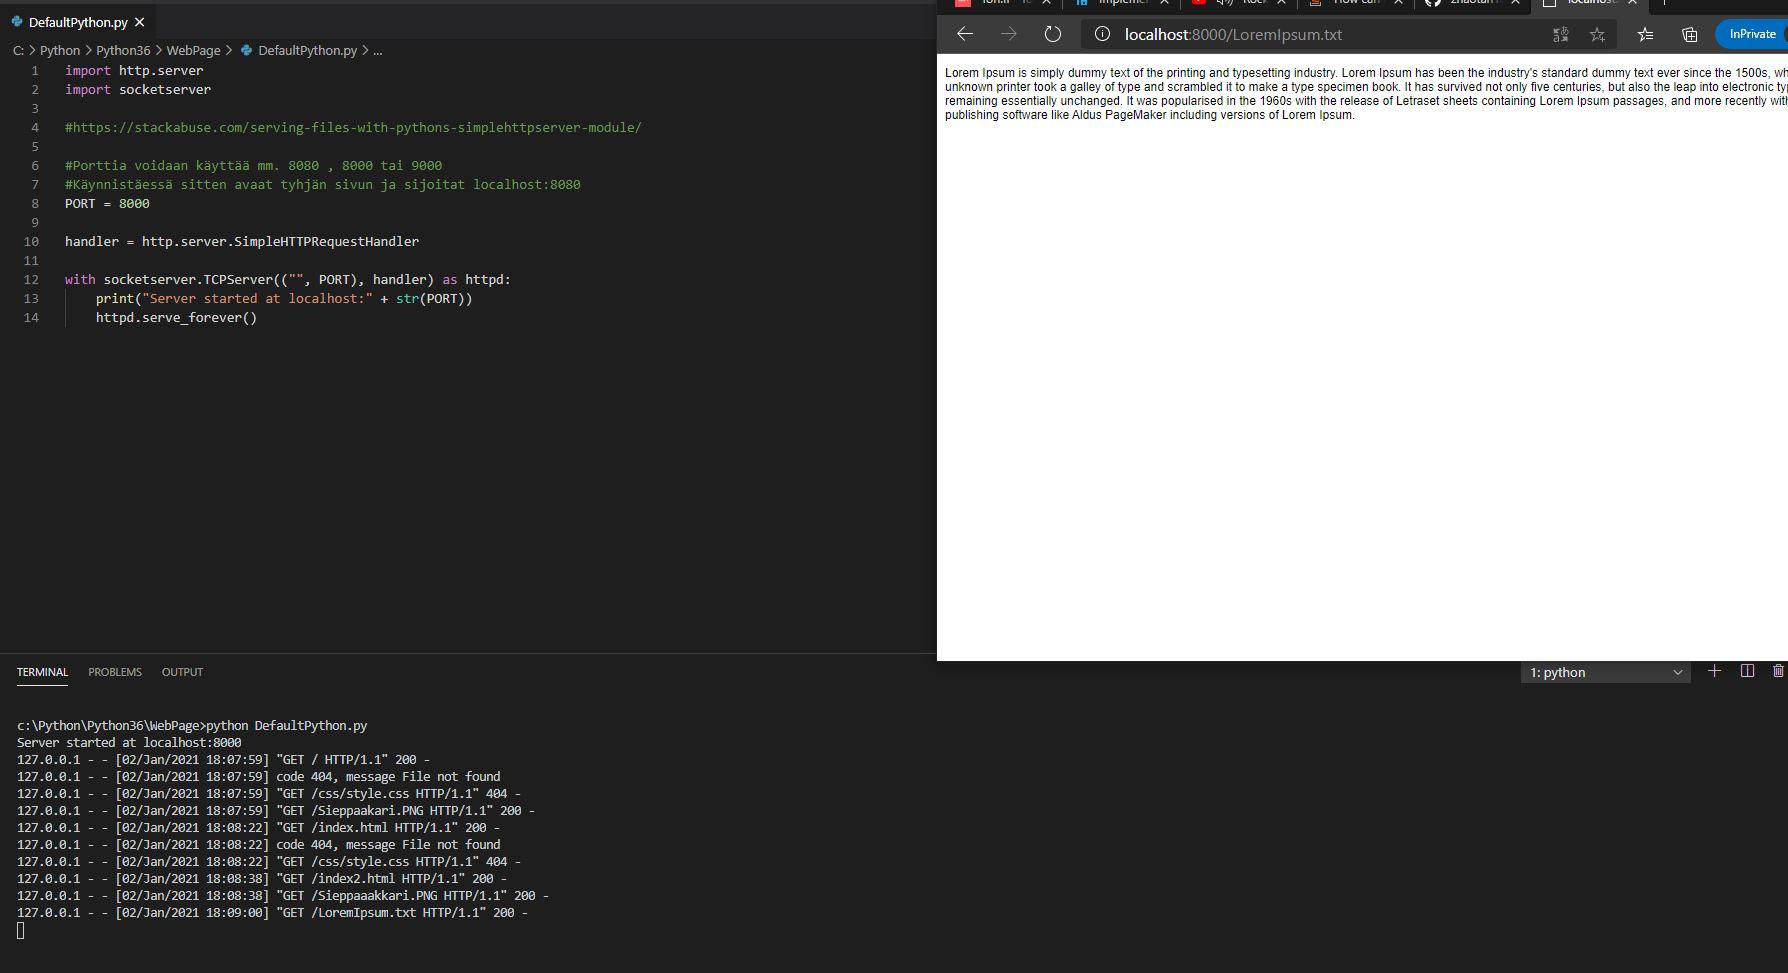 DefaultPython.py
C: > Python > Python36 > WebPage > DefaultPython.py > ...
1 import http.server
2 import socketserver
3
4 #https://stackabuse.com/serving-files-with-pythons-simplehttpserver-module/
5
6 #Porttia voidaan käyttää mm. 8080 , 8000 tai 9000
7 #Käynnistäessä sitten avaat tyhjän sivun ja sijoitat localhost:8080
8 PORT = 8000
9
10 handler = http.server.SimpleHTTPRequestHandler
11
12 with socketserver.TCPServer(("", PORT), handler) as httpd:
13 print("Server started at localhost:" + str(PORT))
14 httpd.serve_forever()
localhost:8000/LoremIpsum.txt
InPrivate
Lorem Ipsum is simply dummy text of the printing and typesetting industry. Lorem Ipsum has been the industry's standard dummy text ever since the 1500s,
unknown printer took a galley of type and scrambled it to make a type specimen book. It has survived not only five centuries, but also the leap into electronic
remaining essentially unchanged. It was popularised in the 1960s with the release of Letraset sheets containing Lorem Ipsum passages, and more recently with
publishing software like Aldus PageMaker including versions of Lorem Ipsum.
TERMINAL PROBLEMS OUTPUT
1: python
c:\Python\Python36\WebPage>python DefaultPython.py
Server started at localhost:8000
127.0.0.1 - - [02/Jan/2021 18:07:59] "GET / HTTP/1.1" 200 -
127.0.0.1 - - [02/Jan/2021 18:07:59] code 404, message File not found
127.0.0.1 - - [02/Jan/2021 18:07:59] "GET /css/style.css HTTP/1.1" 404 -
127.0.0.1 - - [02/Jan/2021 18:07:59] "GET /Sieppaakari.PNG HTTP/1.1" 200 -
127.0.0.1 - - [02/Jan/2021 18:08:22] "GET /index.html HTTP/1.1" 200 -
127.0.0.1 - - [02/Jan/2021 18:08:22] code 404, message File not found
127.0.0.1 - - [02/Jan/2021 18:08:22] "GET /css/style.css HTTP/1.1" 404 -
127.0.0.1 - - [02/Jan/2021 18:08:38] "GET /index2.html HTTP/1.1" 200 -
127.0.0.1 - - [02/Jan/2021 18:08:38] "GET /Sieppaaakkari.PNG HTTP/1.1" 200 -
127.0.0.1 - - [02/Jan/2021 18:09:00] "GET /LoremIpsum.txt HTTP/1.1" 200 -